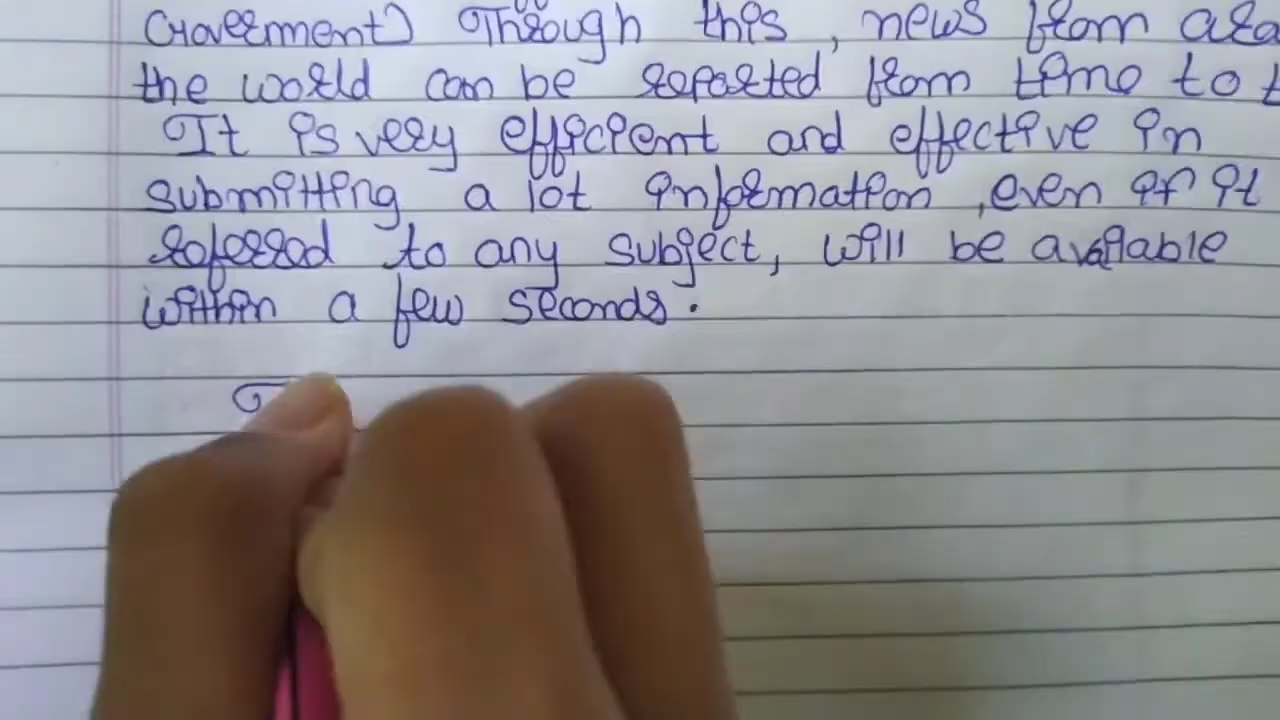 Goverment) Through this, news from
the world can be reported from time to
It is very efficient and effective in
submitting a lot information, even if it
referred to any subject, will be available
within a few seconds.